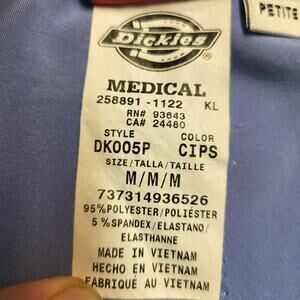 PETITE
Dickies
®
MEDICAL
258891 -1122 KL
RN# 93643
CA# 24480
STYLE COLOR
DK005P CIPS
SIZE/TALLA/TAILLE
M/M/M
737314936526
95%POLYESTER/POLIÉSTER
5%SPANDEX/ELASTANO/
ELASTHANNE
MADE IN VIETNAM
HECHO EN VIETNAM
FABRIQUÉ AU VIETNAM